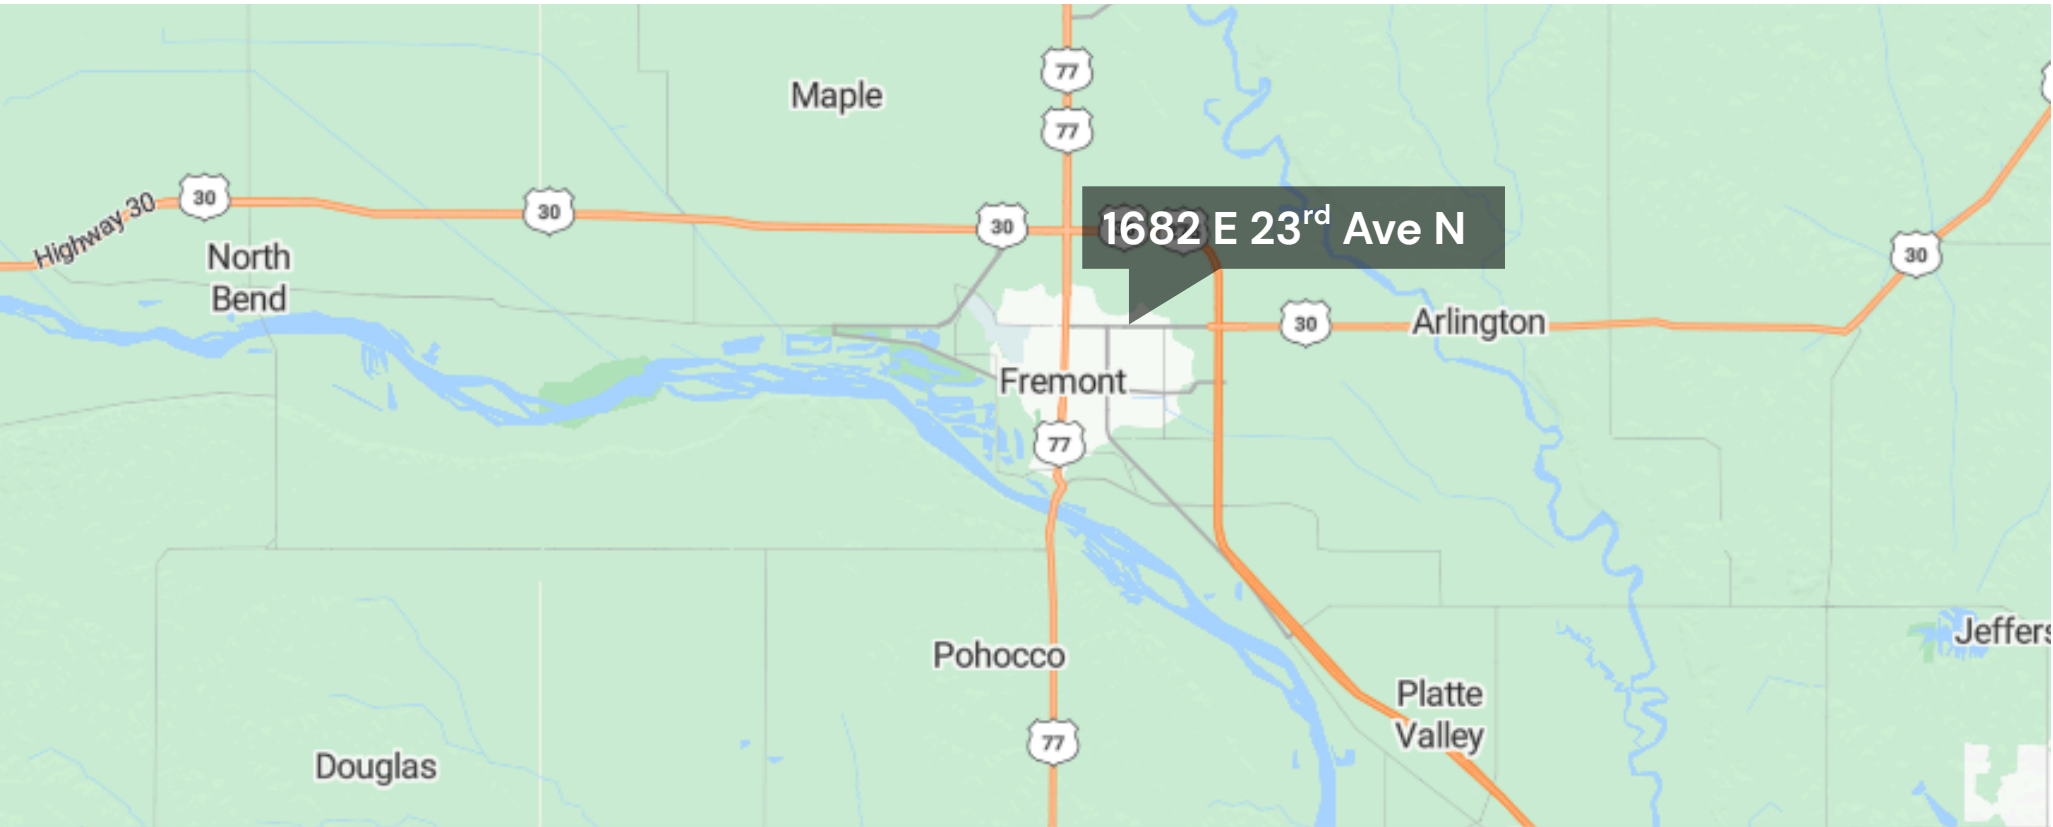 77
Maple
77
30
Highway 30
30
30
1682 E 23rd Ave N
North
Bend
30
30
Arlington
Fremont
77
Jeffers
Pohocco
Platte
Valley
77
Douglas